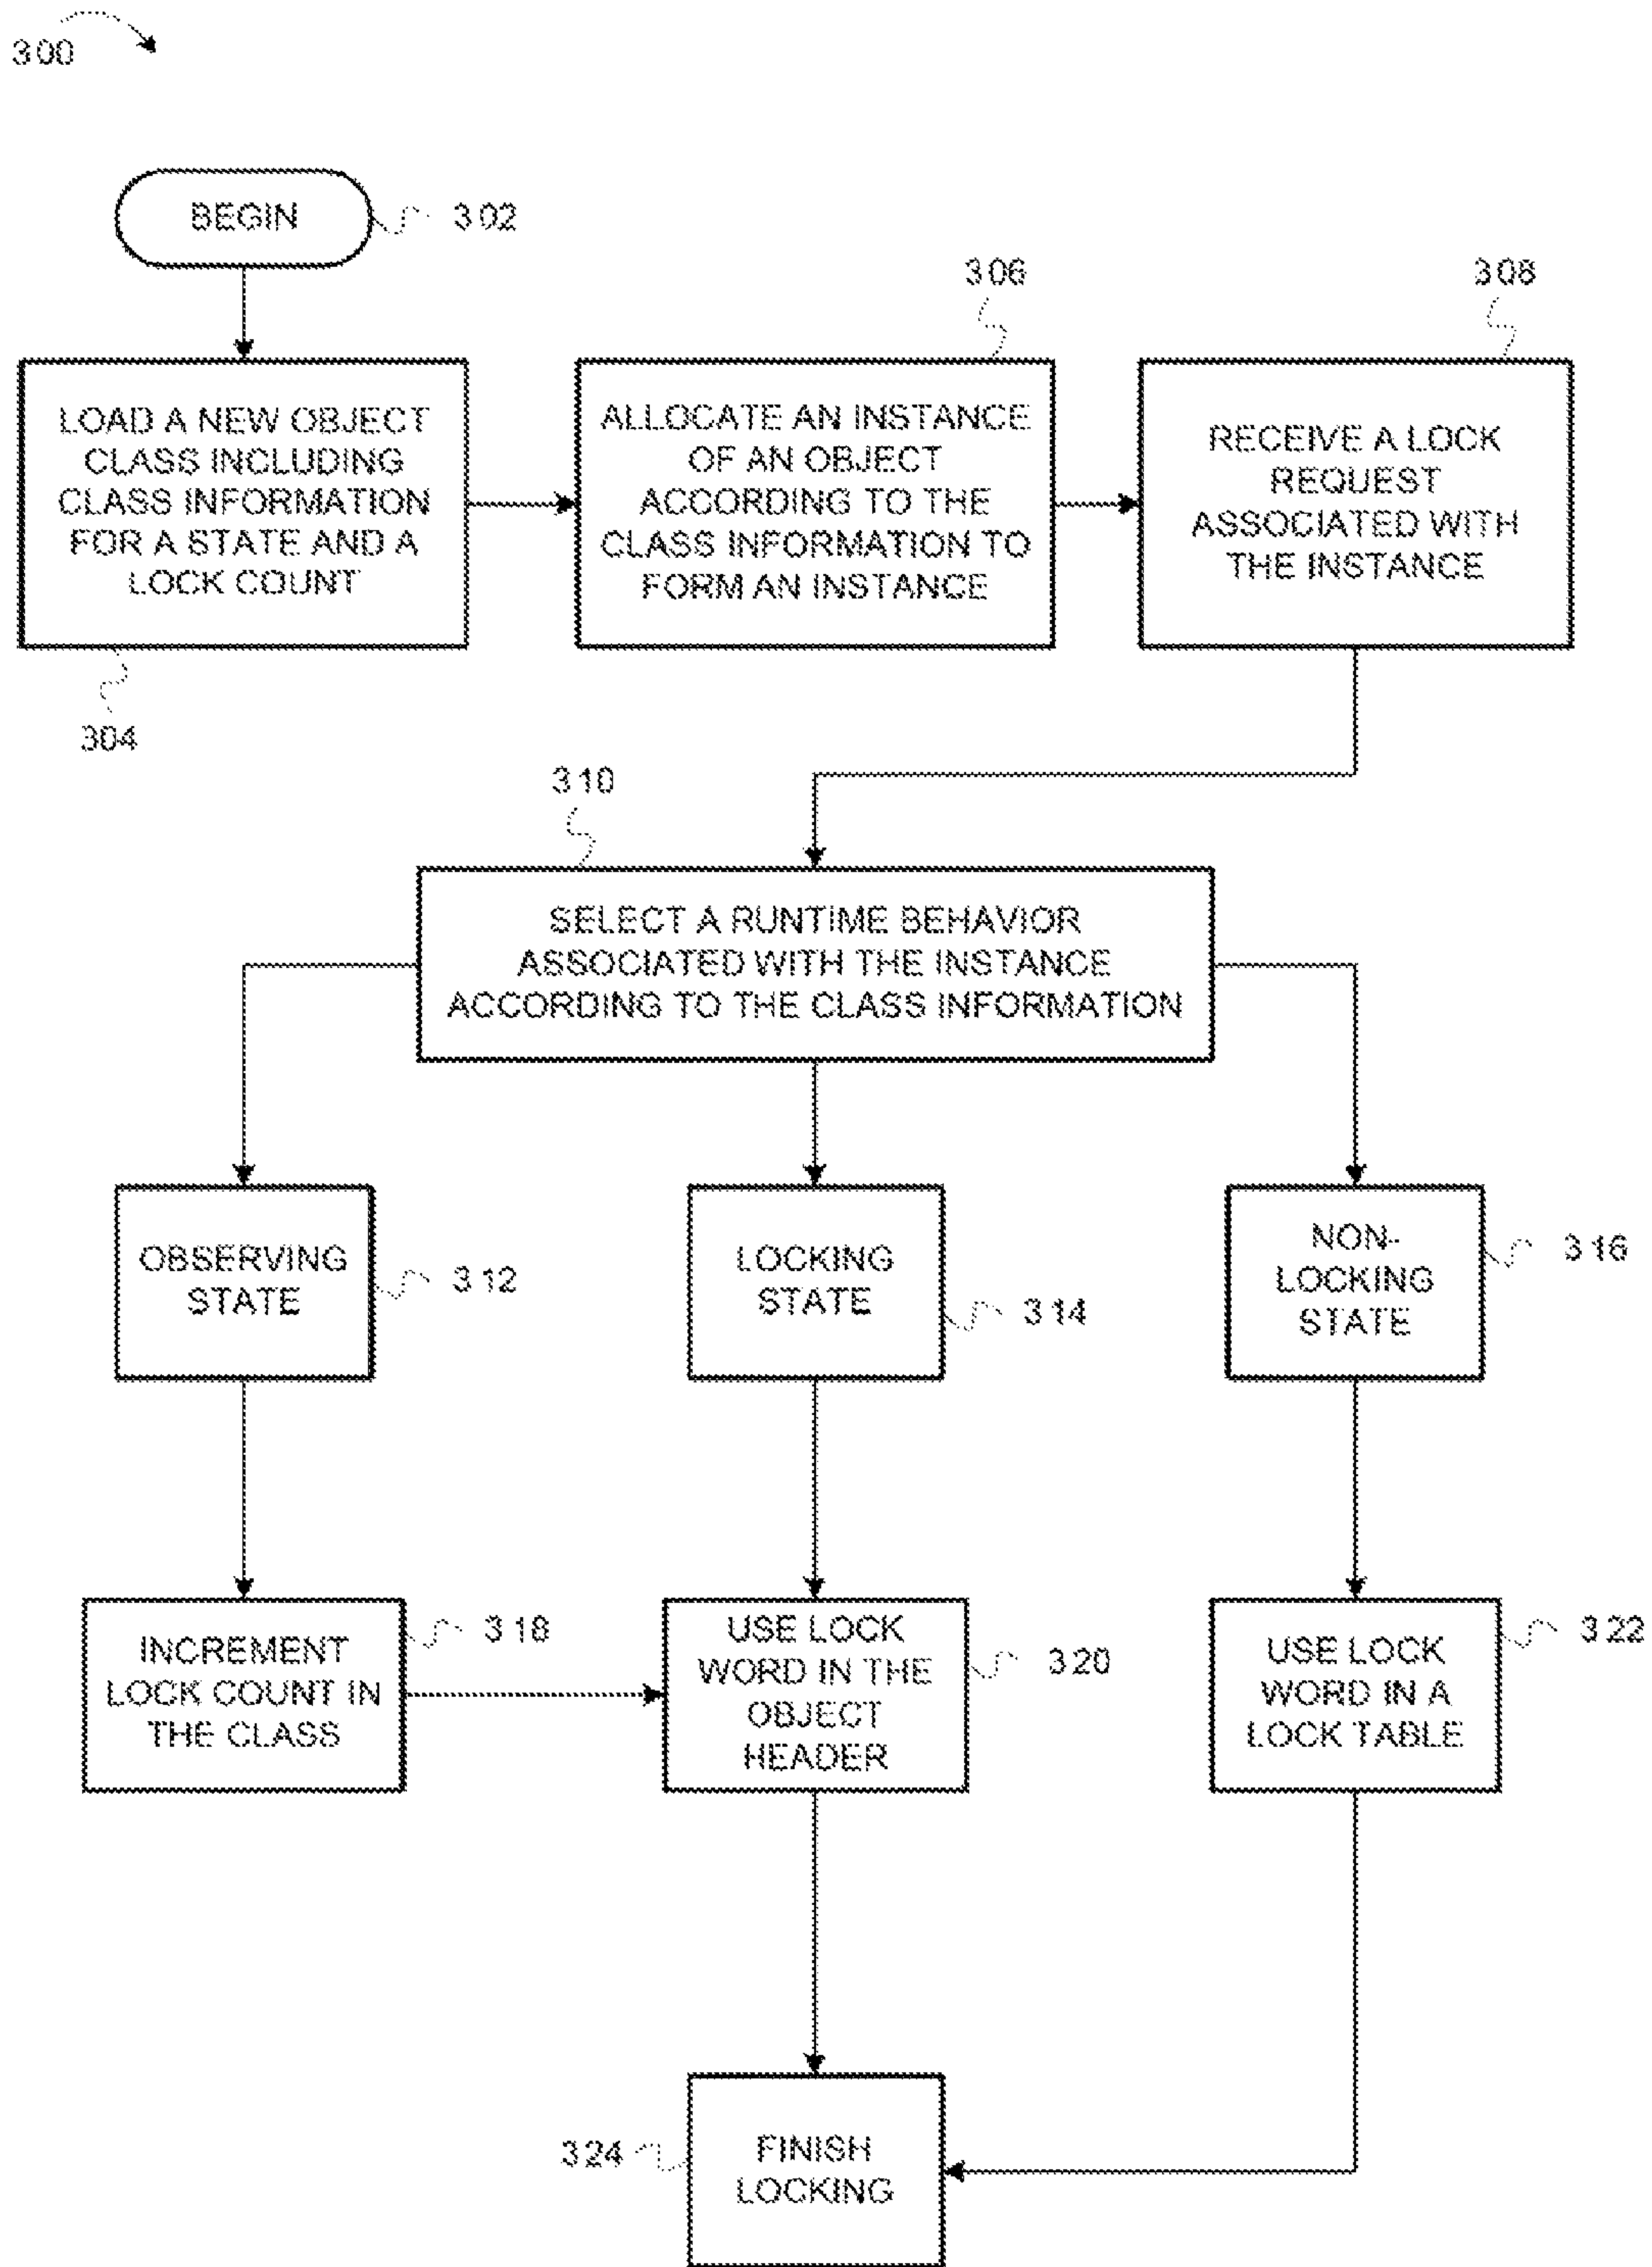 300
BEGIN
302
306
308
LOAD A NEW OBJECT
CLASS INCLUDING
CLASS INFORMATION
FOR A STATE AND A
LOCK COUNT
ALLOCATE AN INSTANCE
OF AN OBJECT
ACCORDING TO THE
CLASS INFORMATION TO
FORM AN INSTANCE
RECEIVE A LOCK
REQUEST
ASSOCIATED WITH
THE INSTANCE
304
310
SELECT A RUNTIME BEHAVIOR
ASSOCIATED WITH THE INSTANCE
ACCORDING TO THE CLASS INFORMATION
OBSERVING
STATE
312
LOCKING
STATE
314
NON-
LOCKING
STATE
316
INCREMENT
LOCK COUNT IN
THE CLASS
318
USE LOCK
WORD IN THE
OBJECT
HEADER
320
USE LOCK
WORD IN A
LOCK TABLE
322
324
FINISH
LOCKING